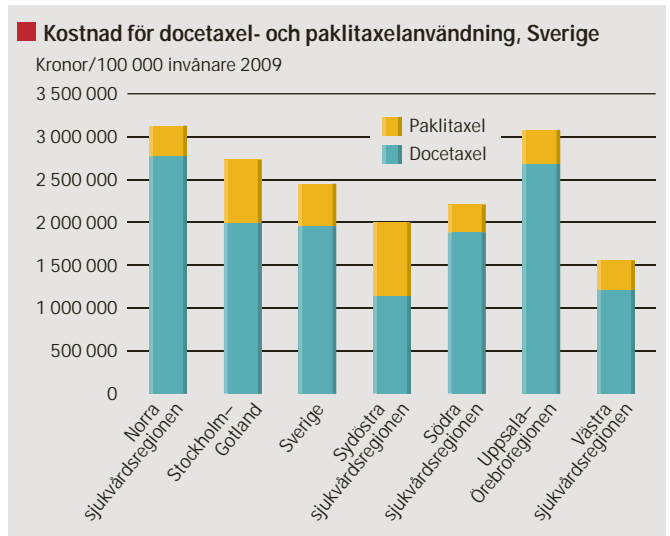 Kostnad för docetaxel- och paklitaxelanvändning, Sverige
Kronor/100 000 invånare 2009
3 500 000
3 000 000
2 500 000
2 000 000
1 500 000
1 000 000
500 000
0
Paklitaxel
Docetaxel
Norra
sjukvårdsregionen
Stockholm–
Gotland
Sverige
Sydöstra
sjukvårdsregionen
Södra
sjukvårdsregionen
Uppsala–
Örebroregionen
Västra
sjukvårdsregionen